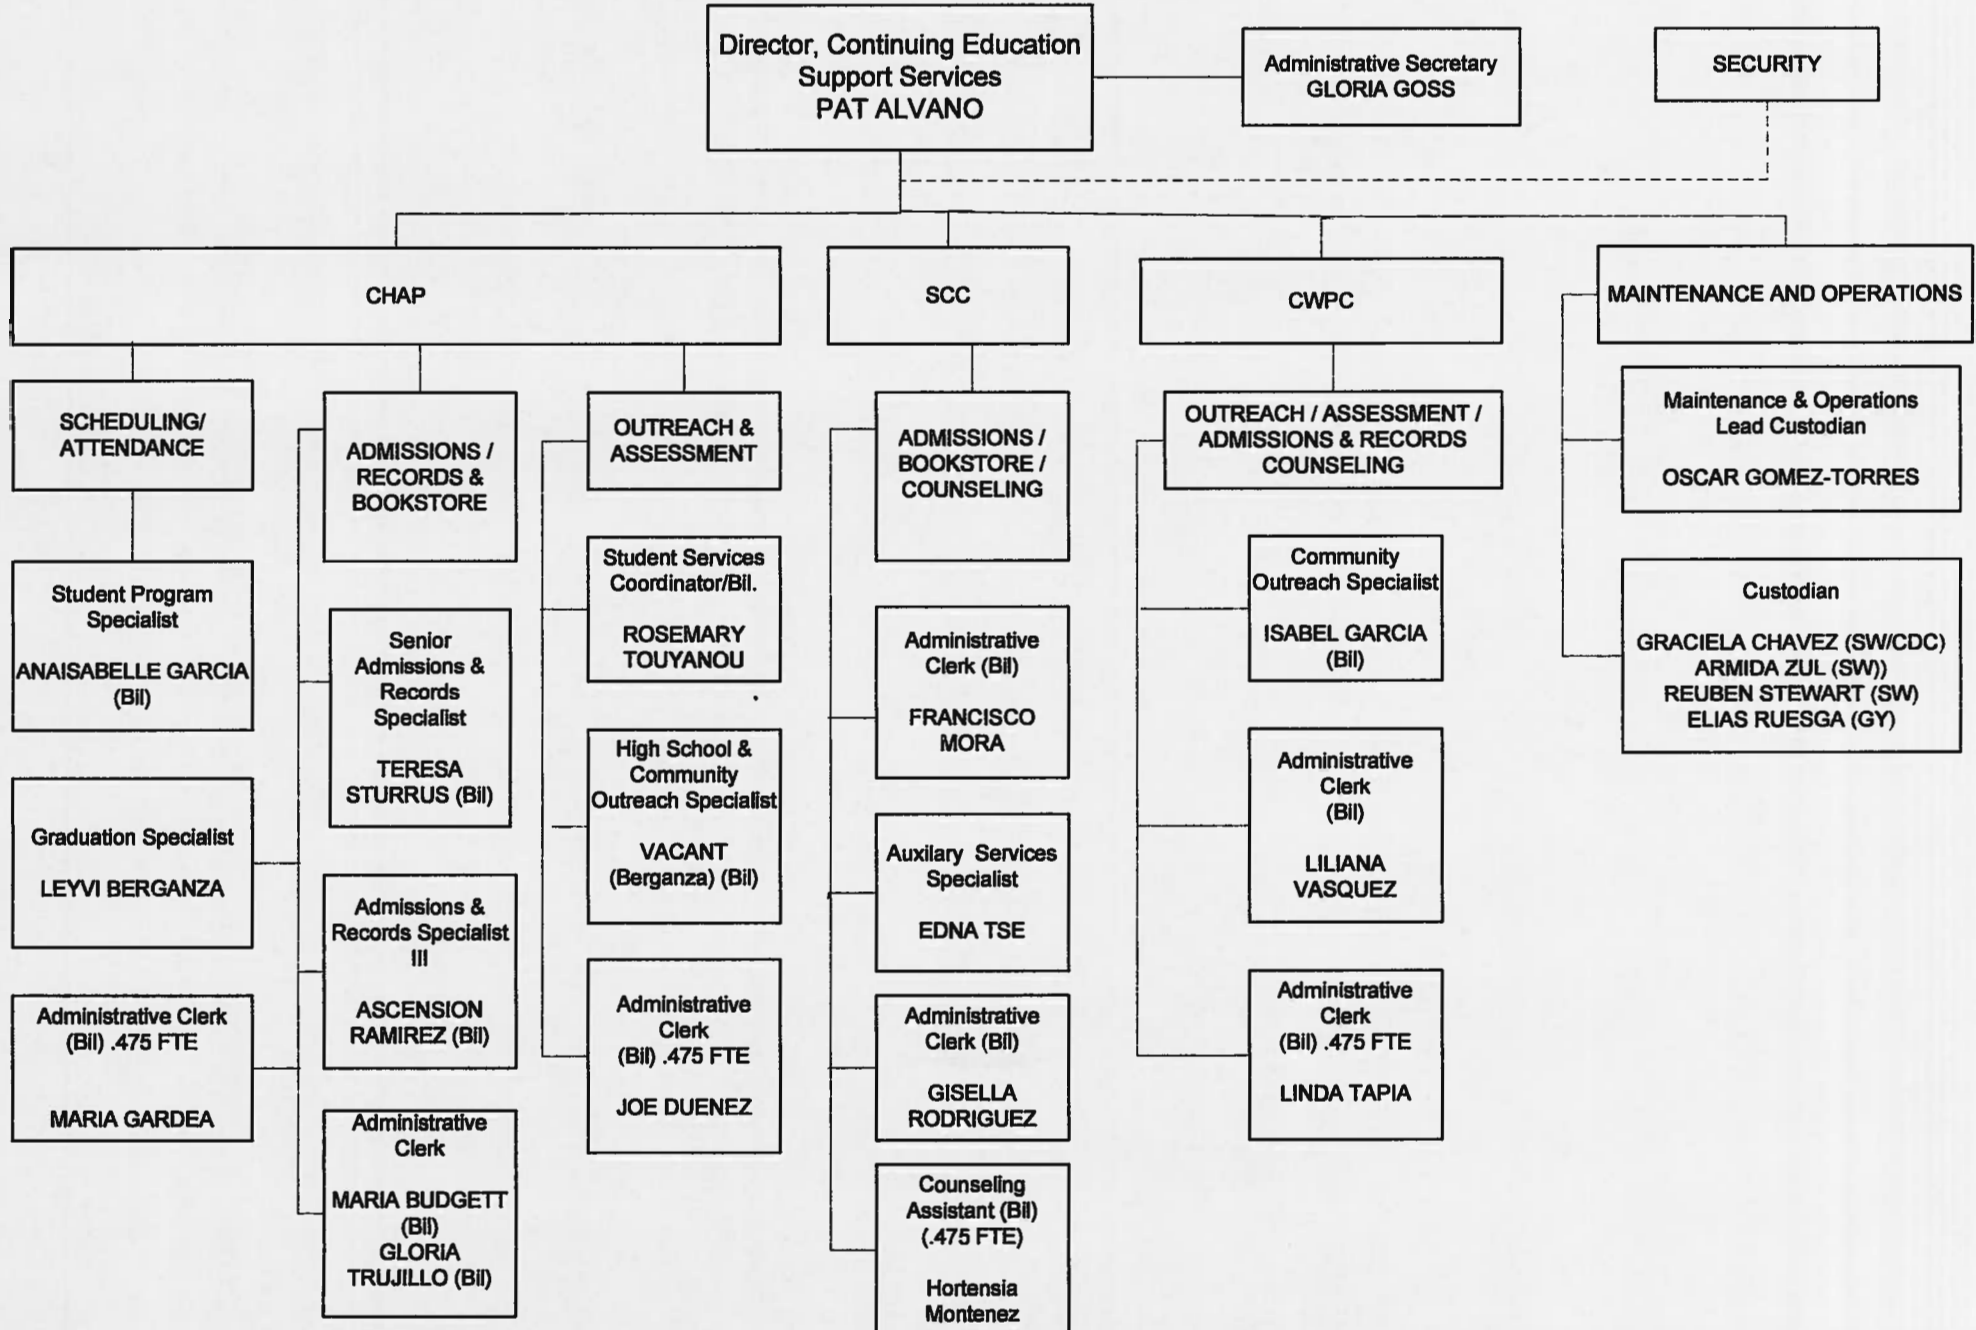 Director, Continuing Education
Support Services
PAT ALVANO
Administrative Secretary
GLORIA GOSS
SECURITY
CHAP
SCC
CWPC
MAINTENANCE AND OPERATIONS
SCHEDULING/
ATTENDANCE
Student Program
Specialist
ANAISABELLE GARCIA
(Bil)
Graduation Specialist
LEYVI BERGANZA
Administrative Clerk
(Bil) .475 FTE
MARIA GARDEA
ADMISSIONS /
RECORDS &
BOOKSTORE
Senior
Admissions &
Records
Specialist
TERESA
STURRUS (Bil)
Admissions &
Records Specialist
III
ASCENSION
RAMIREZ (Bil)
Administrative
Clerk
MARIA BUDGETT
(Bil)
GLORIA
TRUJILLO (Bil)
OUTREACH &
ASSESSMENT
Student Services
Coordinator/Bil.
ROSEMARY
TOUYANOU
High School &
Community
Outreach Specialist
VACANT
(Berganza) (Bil)
Administrative
Clerk
(Bil) .475 FTE
JOE DUENEZ
ADMISSIONS /
BOOKSTORE /
COUNSELING
Administrative
Clerk (Bil)
FRANCISCO
MORA
Auxilary Services
Specialist
EDNA TSE
Administrative
Clerk (Bil)
GISELLA
RODRIGUEZ
Counseling
Assistant (Bil)
(.475 FTE)
Hortensia
Montenez
OUTREACH / ASSESSMENT /
ADMISSIONS & RECORDS
COUNSELING
Community
Outreach Specialist
ISABEL GARCIA
(Bil)
Administrative
Clerk
(Bil)
LILIANA
VASQUEZ
Administrative
Clerk
(Bil) .475 FTE
LINDA TAPIA
Maintenance & Operations
Lead Custodian
OSCAR GOMEZ-TORRES
Custodian
GRACIELA CHAVEZ (SW/CDC)
ARMIDA ZUL (SW))
REUBEN STEWART (SW)
ELIAS RUESGA (GY)